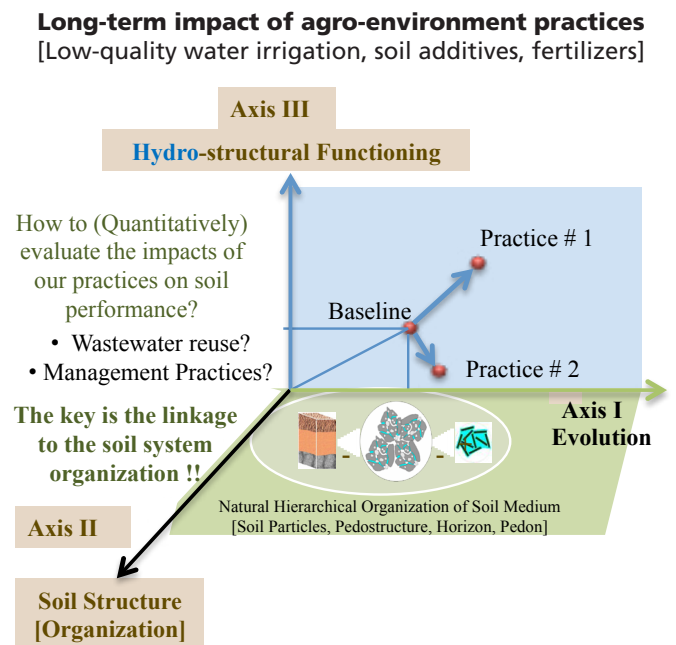 Long-term impact of agro-environment practices
[Low-quality water irrigation, soil additives, fertilizers]
Axis III
Hydro-structural Functioning
How to (Quantitatively)
evaluate the impacts of
our practices on soil
performance?
• Wastewater reuse?
• Management Practices?
The key is the linkage
to the soil system
organization !!
Practice # 1
Baseline
Practice # 2
Axis I
Evolution
Natural Hierarchical Organization of Soil Medium
[Soil Particles, Pedostructure, Horizon, Pedon]
Axis II
Soil Structure
[Organization]